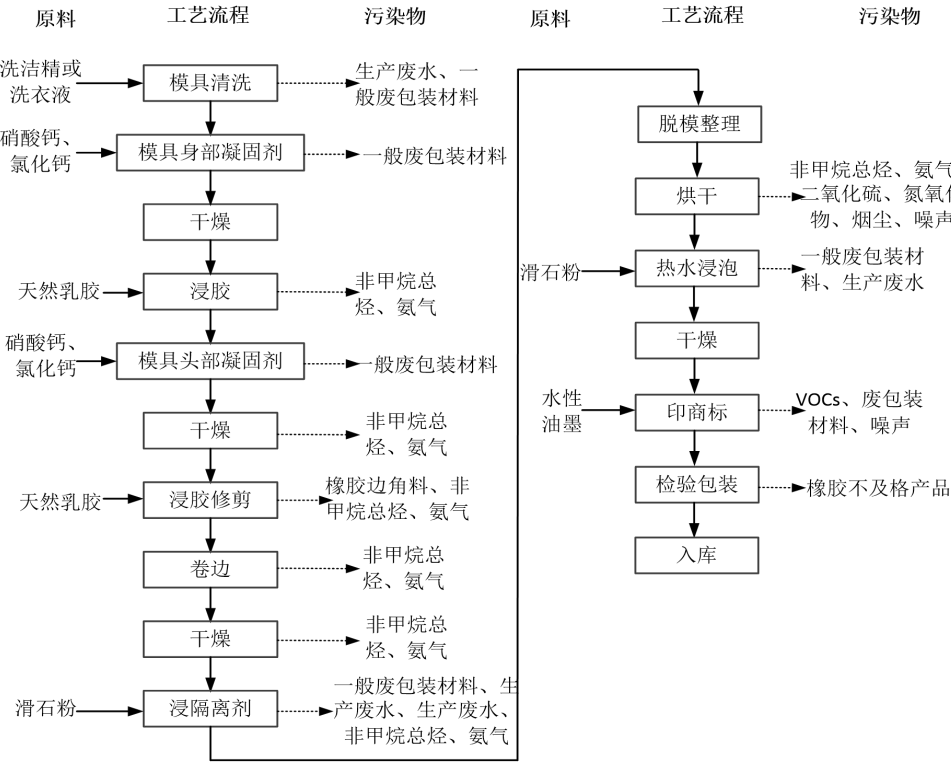 原料
工艺流程
污染物
洗洁精或
洗衣液
模具清洗
生产废水、一
般废包装材料
硝酸钙、
氯化钙
模具身部凝固剂
一般废包装材料
干燥
天然乳胶
浸胶
非甲烷总
烃、氨气
硝酸钙、
氯化钙
模具头部凝固剂
一般废包装材料
干燥
非甲烷总
烃、氨气
天然乳胶
浸胶修剪
橡胶边角料、非
甲烷总烃、氨气
卷边
非甲烷总
烃、氨气
干燥
非甲烷总
烃、氨气
滑石粉
浸隔离剂
一般废包装材料、生
产废水、生产废水、
非甲烷总烃、氨气
原料
工艺流程
污染物
脱模整理
烘干
非甲烷总烃、氨气
二氧化硫、氮氧化
物、烟尘、噪声
滑石粉
热水浸泡
一般废包装材
料、生产废水
干燥
水性
油墨
印商标
VOCs、废包装
材料、噪声
检验包装
橡胶不及格产品
入库